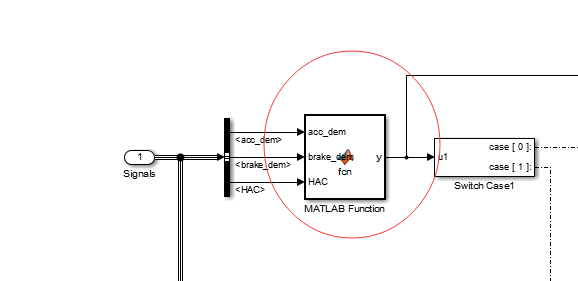 1
Signals
<acc_dem>
<brake_dem>
<HAC>
acc_dem
brake_dem
HAC
y
fcn
MATLAB Function
u1
case [ 0 ]:
case [ 1 ]:
Switch Case1